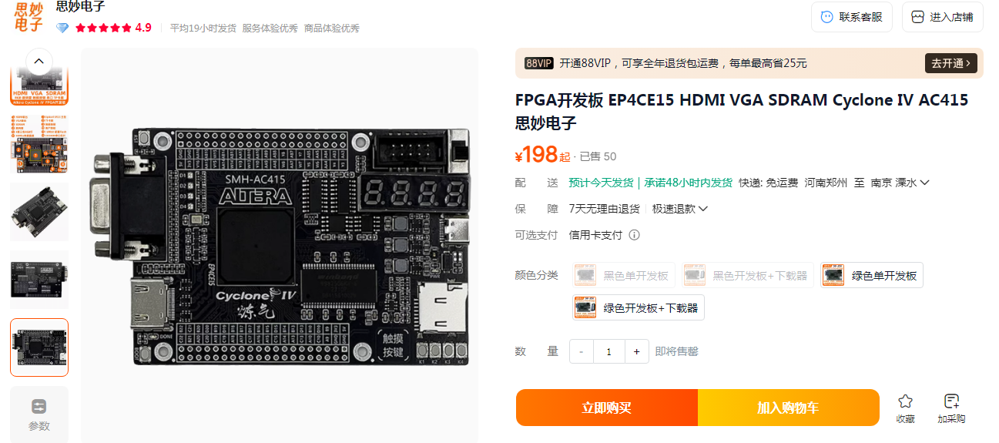 思妙电子
思妙
电子
4.9 平均19小时发货 服务体验优秀 商品体验优秀
联系客服
进入店铺
HDMI VGA SDRAM
88VIP 开通88VIP，可享全年退货包运费，每单最高省25元 去开通
FPGA开发板 EP4CE15 HDMI VGA SDRAM Cyclone IV AC415
思妙电子
¥198起 · 已售 50
配 送 预计今天发货 | 承诺48小时内发货 快递: 免运费 河南郑州 至 南京 溧水
保 障 7天无理由退货 极速退款
可选支付 信用卡支付
颜色分类 黑色单开发板 黑色开发板+下载器 绿色单开发板
绿色开发板+下载器
数 量 - 1 + 即将售罄
立即购买 加入购物车
收藏 加采购
参数
SMH-AC415
ALTERA
D1
D2
D3
D4
EP4CE15
winbond
PWR
Cyclone IV
炼气
DONE
触摸
按键
K1 K2 K3 K4